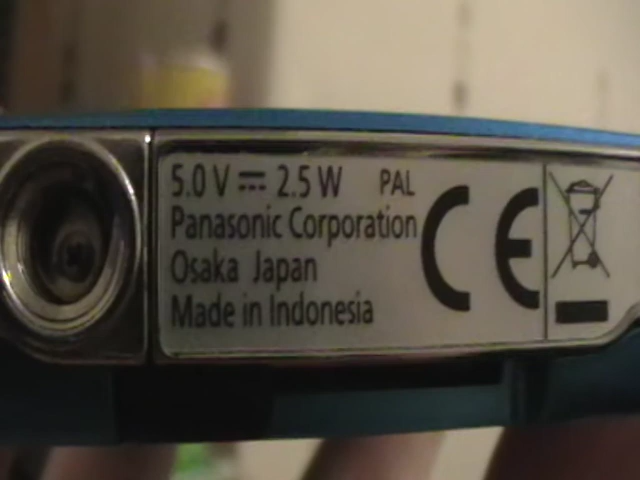 5.0 V ⎓ 2.5 W PAL
Panasonic Corporation
Osaka Japan
Made in Indonesia
CE